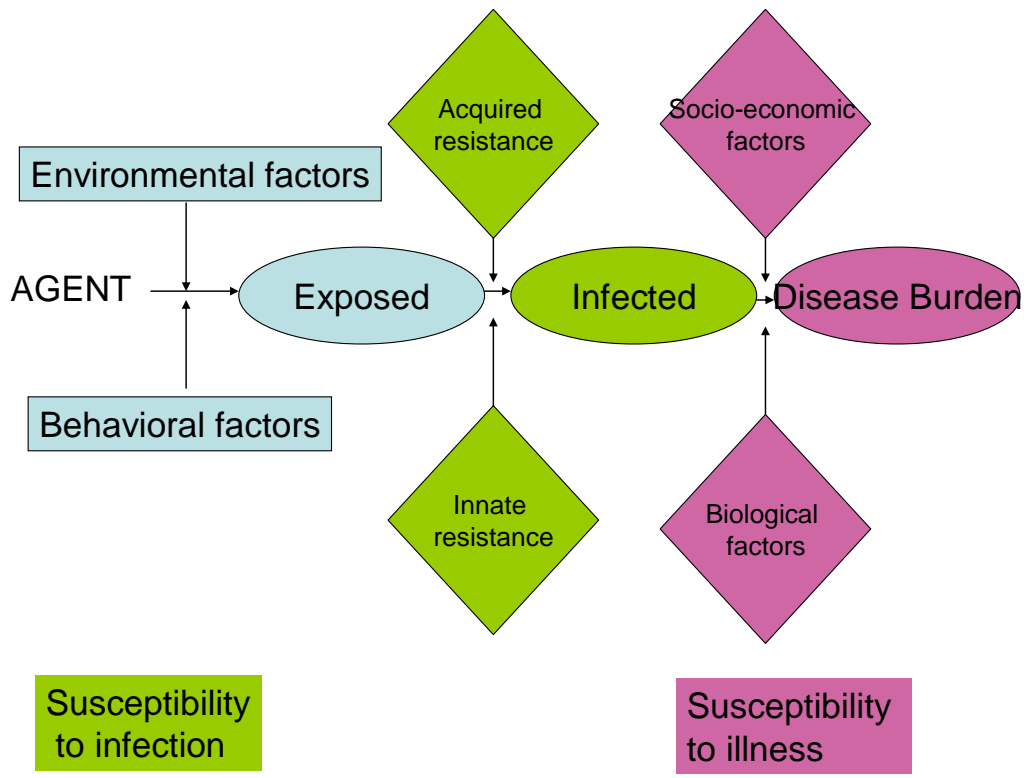 Acquired
resistance
Socio-economic
factors
Environmental factors
AGENT
Exposed
Infected
Disease Burden
Behavioral factors
Innate
resistance
Biological
factors
Susceptibility
to infection
Susceptibility
to illness